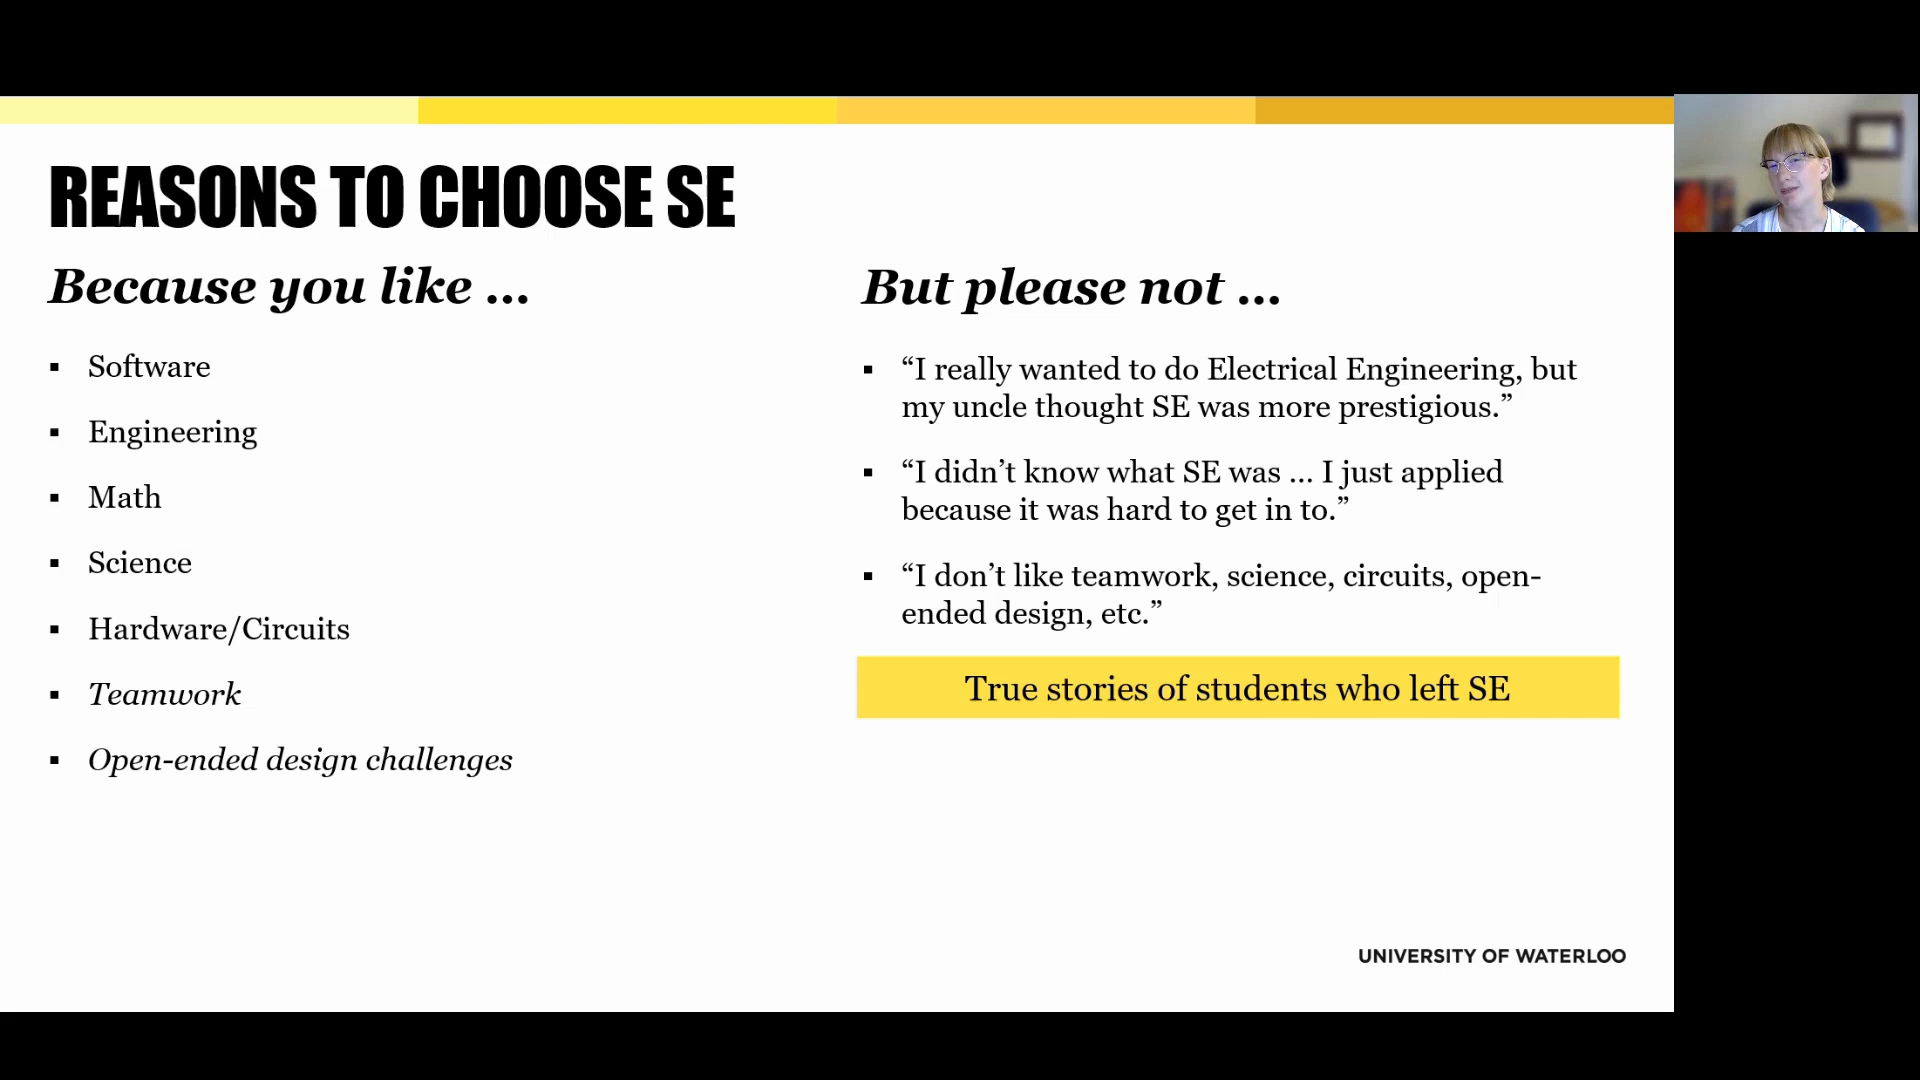 REASONS TO CHOOSE SE
Because you like ...
Software
Engineering
Math
Science
Hardware/Circuits
Teamwork
Open-ended design challenges
But please not ...
“I really wanted to do Electrical Engineering, but
my uncle thought SE was more prestigious.”
“I didn’t know what SE was ... I just applied
because it was hard to get in to.”
“I don’t like teamwork, science, circuits, open-
ended design, etc.”
True stories of students who left SE
UNIVERSITY OF WATERLOO